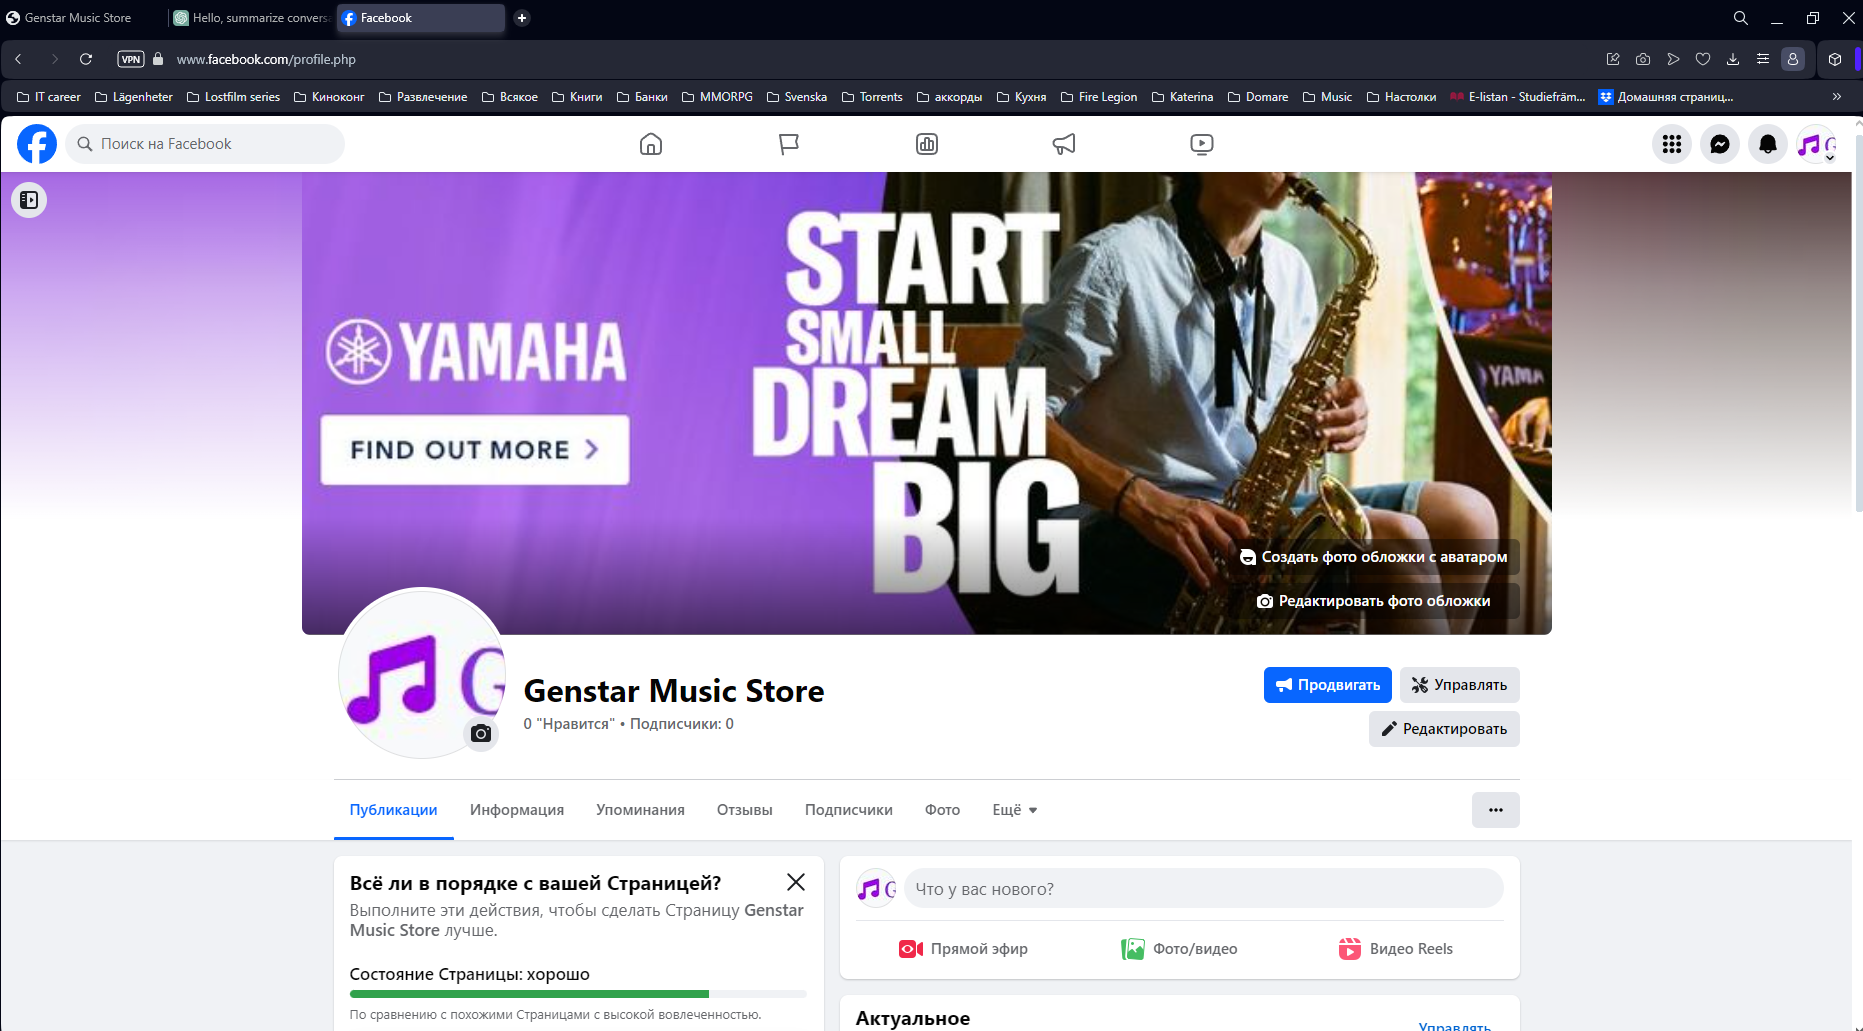 Genstar Music Store
Hello, summarize convers
Facebook
VPN
www.facebook.com/profile.php
IT career
Lägenheter
Lostfilm series
Киноконг
Развлечение
Всякое
Книги
Банки
MMORPG
Svenska
Torrents
аккорды
Кухня
Fire Legion
Katerina
Domare
Music
Настолки
E-listan - Studiefräm...
Домашняя страниц...
Поиск на Facebook
YAMAHA
FIND OUT MORE
START
SMALL
DREAM
BIG
YAMA
Создать фото обложки с аватаром
Редактировать фото обложки
G
Genstar Music Store
0 "Нравится" • Подписчики: 0
Продвигать
Управлять
Редактировать
Публикации
Информация
Упоминания
Отзывы
Подписчики
Фото
Ещё
Всё ли в порядке с вашей Страницей?
Выполните эти действия, чтобы сделать Страницу Genstar
Music Store лучше.
Состояние Страницы: хорошо
По сравнению с похожими Страницами с высокой вовлеченностью.
Что у вас нового?
Прямой эфир
Фото/видео
Видео Reels
Актуальное
Управлять